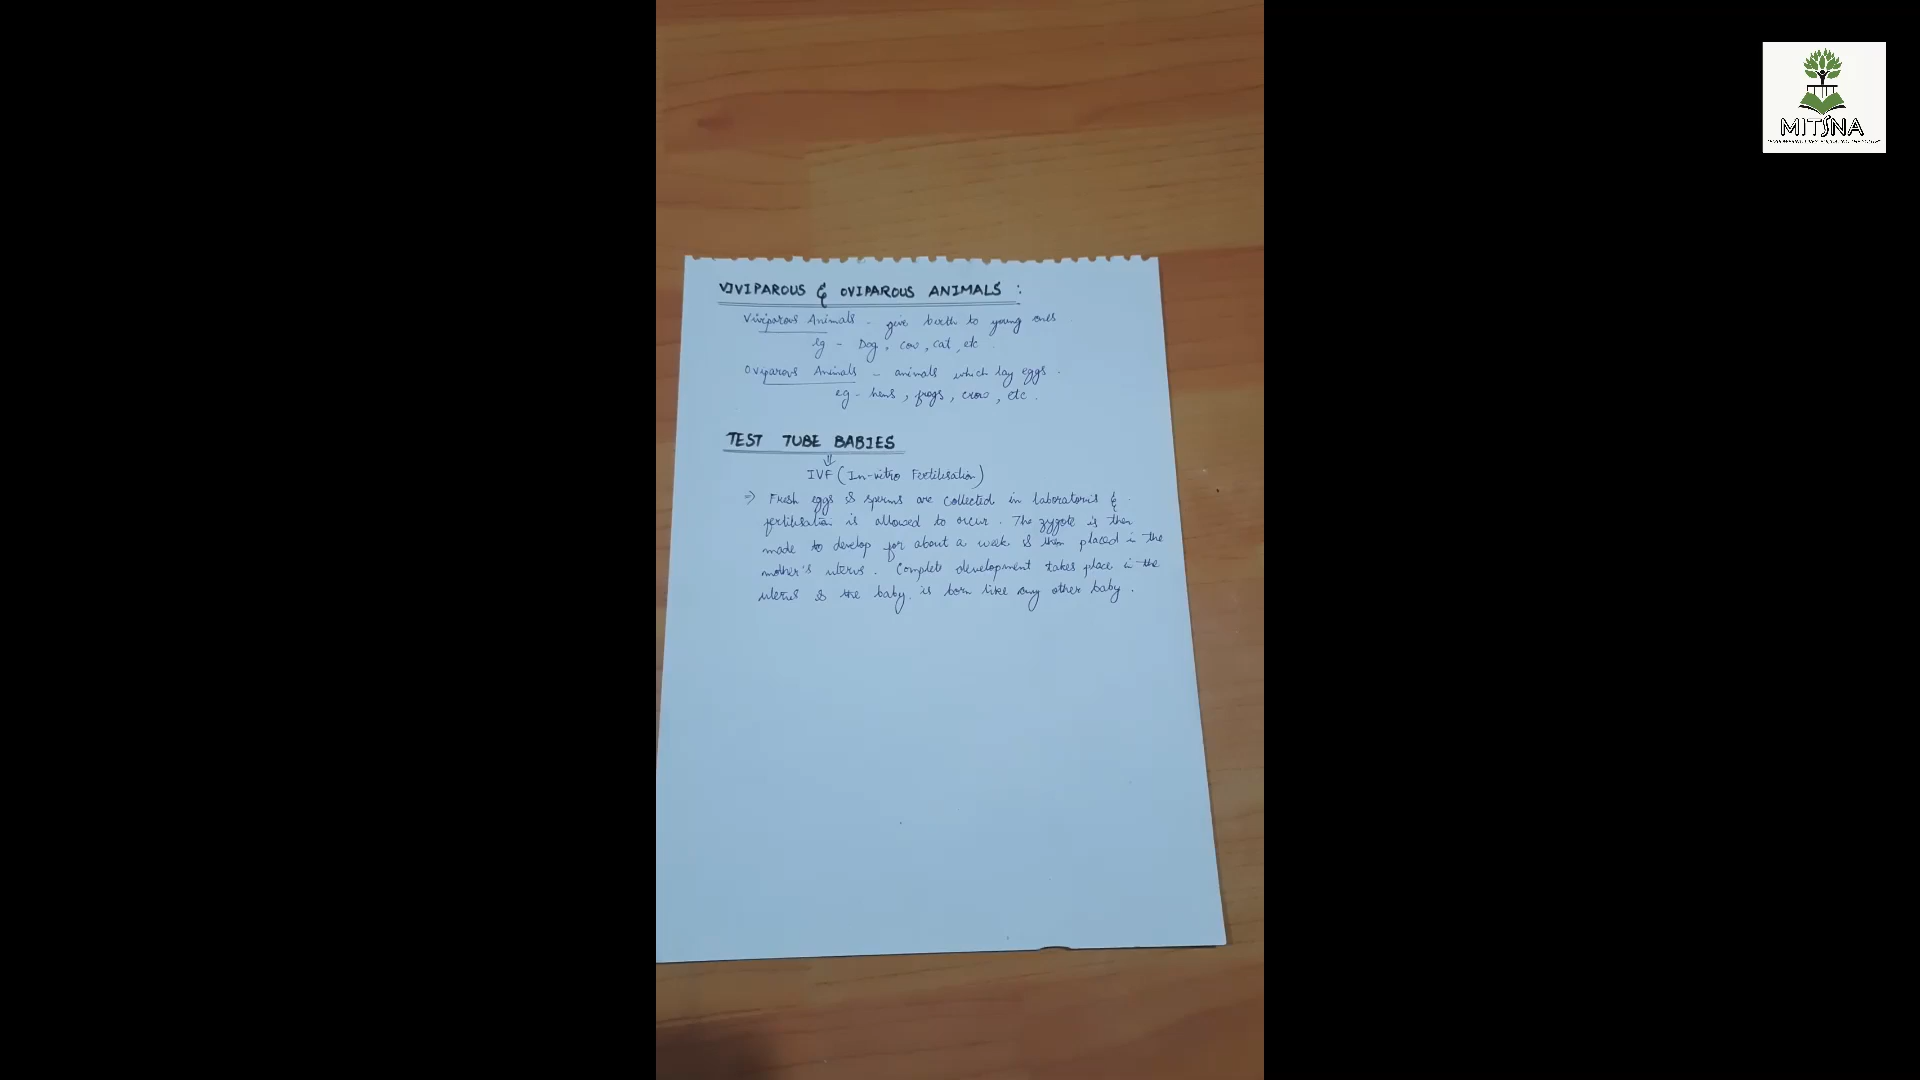 VIVIPAROUS & OVIPAROUS ANIMALS :
Viviparous Animals - give birth to young ones
eg - Dog, cow, cat, etc
Oviparous Animals - animals which lay eggs.
eg - hens, frogs, crow, etc.
TEST TUBE BABIES
⇓
IVF (In-vitro Fertilisation)
⇒ Fresh eggs & sperms are collected in &
fertilisation is allowed to occur. The zygote is then
made to develop for about a week & then placed in the
mother's uterus. Complete development takes place in the
uterus & the baby is born like any other baby.
MITSNA